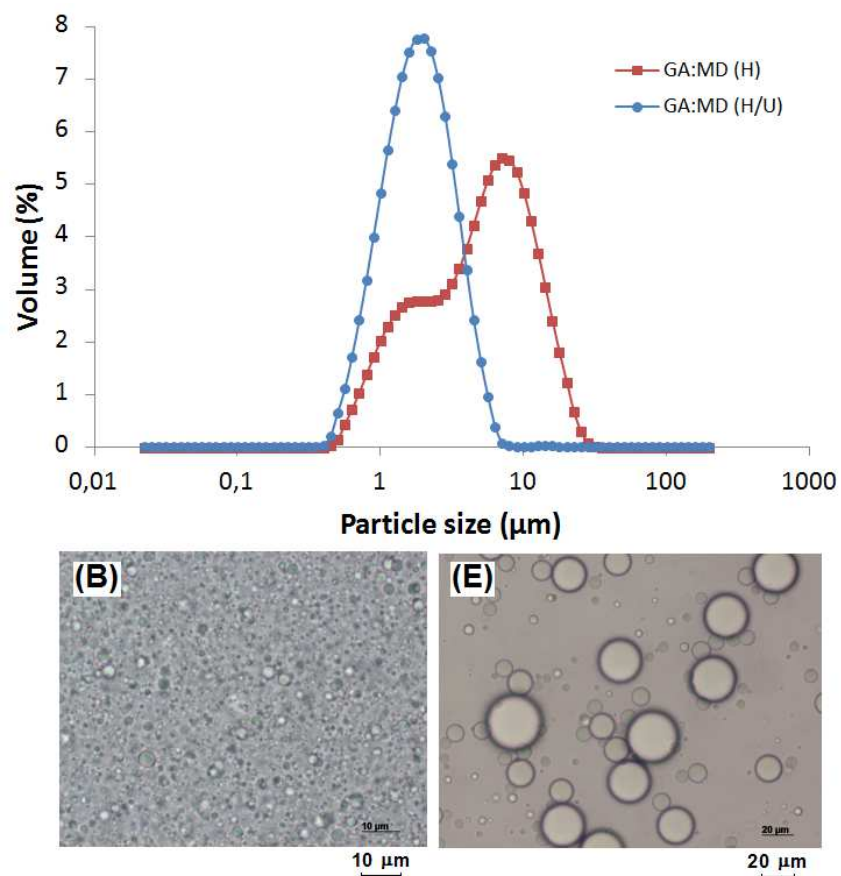 8
7
6
5
4
3
2
1
0
Volume (%)
GA:MD (H)
GA:MD (H/U)
0,01 0,1 1 10 100 1000
Particle size (µm)
(B) (E)
10 µm 20 µm
10 µm 20 µm